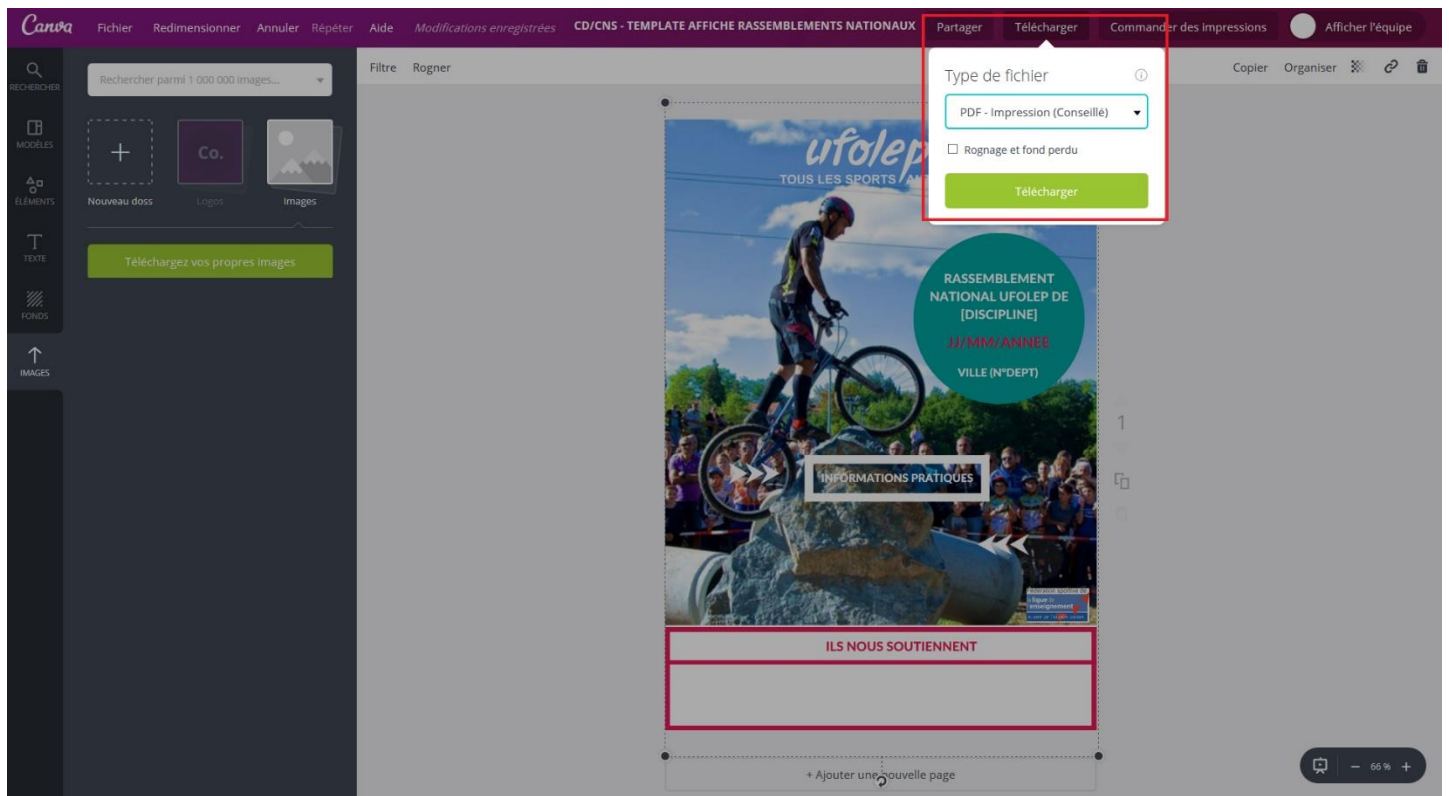 Canva
Fichier
Redimensionner
Annuler
Répéter
Aide
Modifications enregistrées
CD/CNS - TEMPLATE AFFICHE RASSEMBLEMENTS NATIONAUX
Partager
Télécharger
Commander des impressions
Afficher l'équipe
RECHERCHER
MODÈLES
ÉLÉMENTS
TEXTE
FONDS
IMAGES
Rechercher parmi 1 000 000 images...
Co.
Nouveau doss
Logos
Images
Téléchargez vos propres images
Filtre
Rogner
Copier
Organiser
Type de fichier
PDF - Impression (Conseillé)
Rognage et fond perdu
Télécharger
ufolep
TOUS LES SPORTS
RASSEMBLEMENT
NATIONAL UFOLEP DE
[DISCIPLINE]
JJ/MM/ANNEE
VILLE (N°DEPT)
INFORMATIONS PRATIQUES
la ligue de
l'enseignement
ILS NOUS SOUTIENNENT
1
+ Ajouter une nouvelle page
66 %